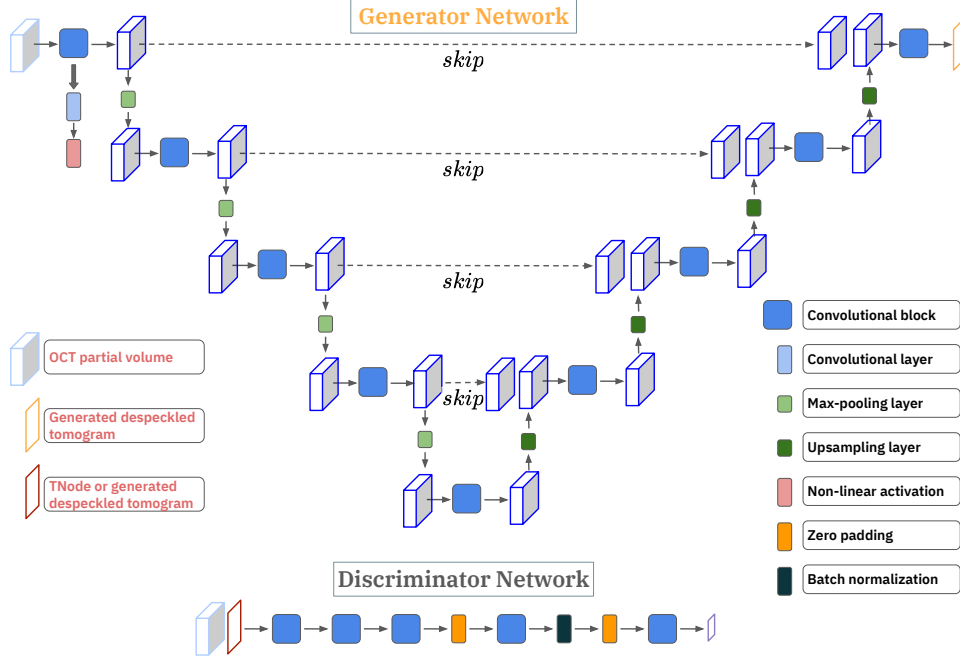 Generator Network
skip
skip
skip
skip
OCT partial volume
Generated despeckled
tomogram
TNode or generated
despeckled tomogram
Convolutional block
Convolutional layer
Max-pooling layer
Upsampling layer
Non-linear activation
Zero padding
Batch normalization
Discriminator Network